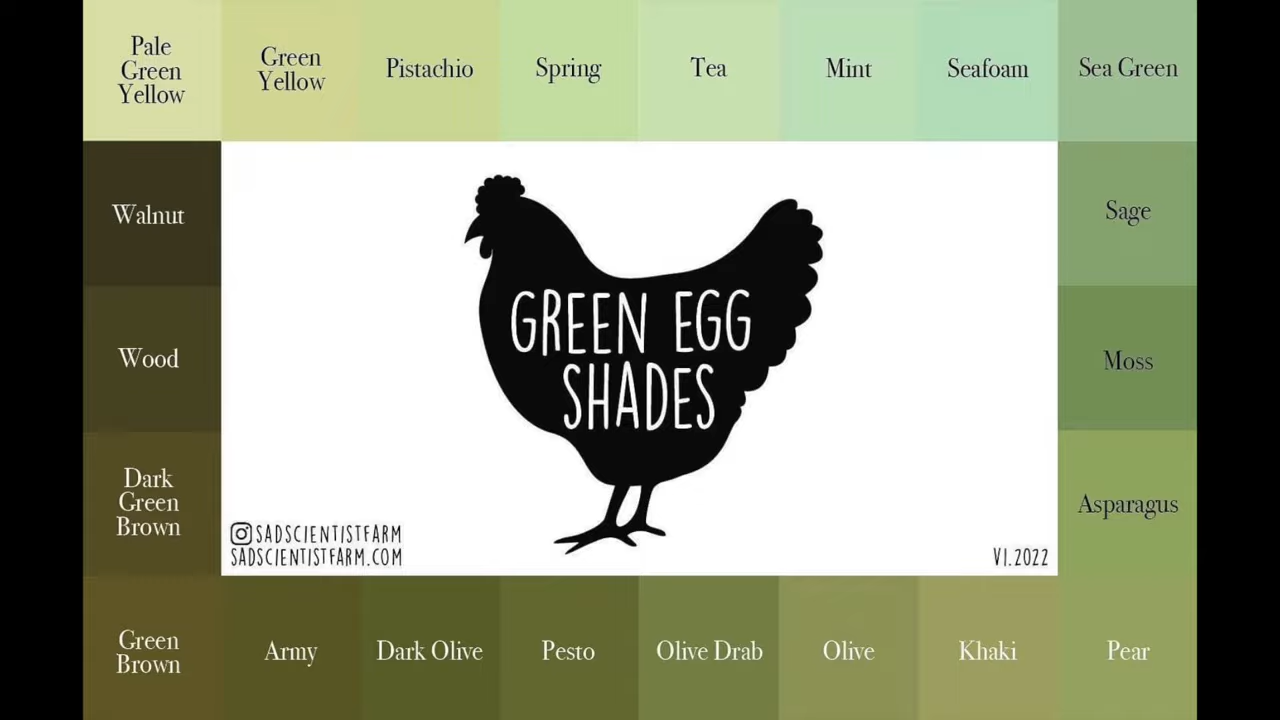 Pale
Green
Yellow
Green
Yellow
Pistachio
Spring
Tea
Mint
Seafoam
Sea Green
Walnut
Sage
GREEN EGG
SHADES
Wood
Moss
Dark
Green
Brown
Asparagus
SADSCIENTISTFARM
SADSCIENTISTFARM.COM
V1.2022
Green
Brown
Army
Dark Olive
Pesto
Olive Drab
Olive
Khaki
Pear